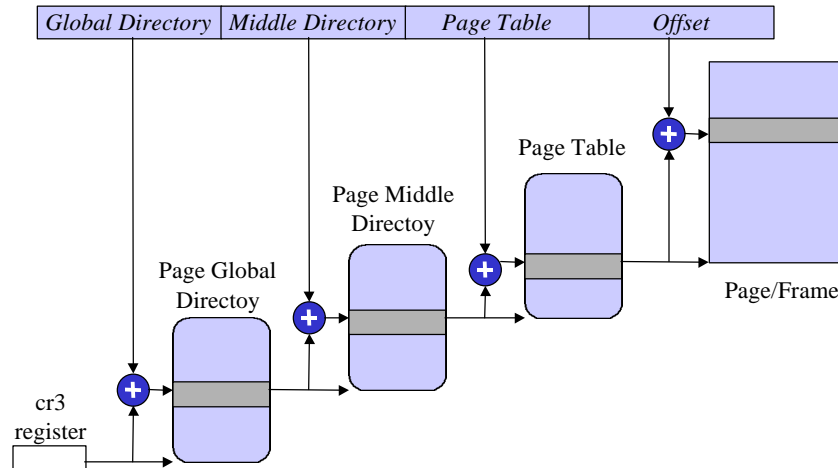 Global Directory Middle Directory Page Table Offset
Page Table
Page Middle
Directoy
Page Global
Directoy
Page/Frame
cr3
register